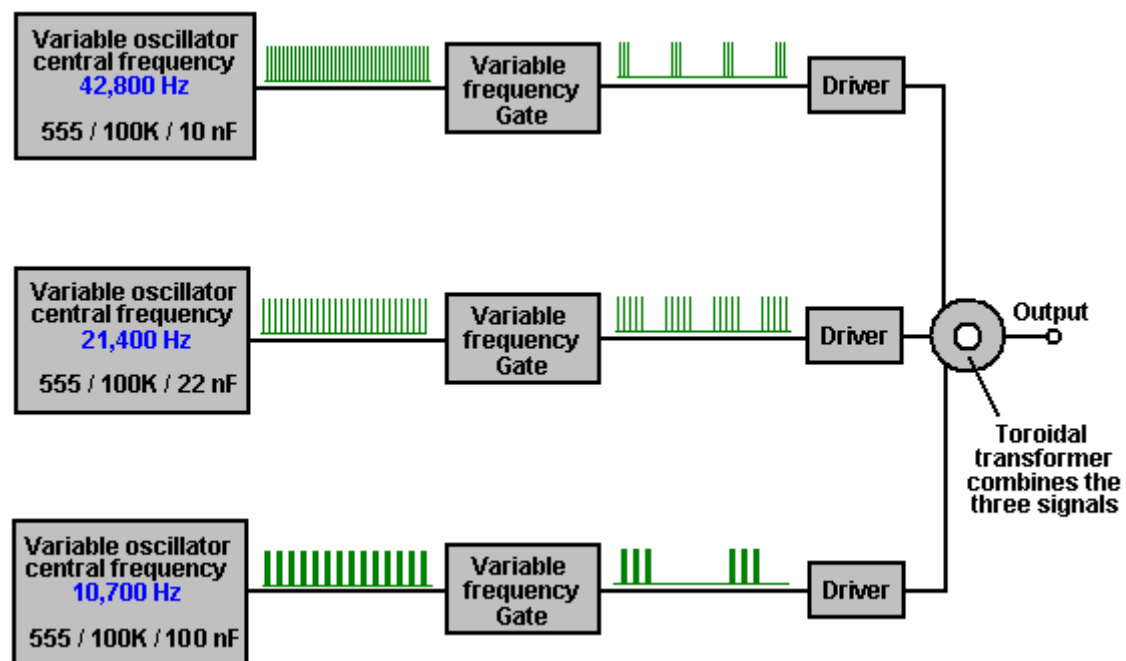 Variable oscillator
central frequency
42,800 Hz
555 / 100K / 10 nF
Variable
frequency
Gate
Driver
Variable oscillator
central frequency
21,400 Hz
555 / 100K / 22 nF
Variable
frequency
Gate
Driver
Output
Toroidal
transformer
combines the
three signals
Variable oscillator
central frequency
10,700 Hz
555 / 100K / 100 nF
Variable
frequency
Gate
Driver